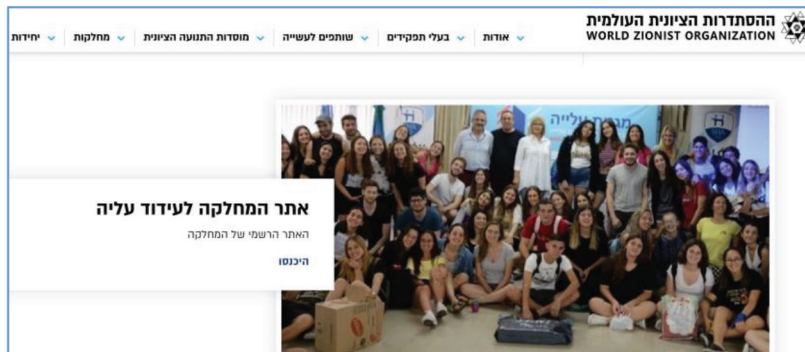 ההסתדרות הציונית העולמית
WORLD ZIONIST ORGANIZATION
אודות
בעלי תפקידים
שותפים לעשייה
מוסדות התנועה הציונית
מחלקות
יחידות
עלייה
אתר המחלקה לעידוד עליה
האתר הרשמי של המחלקה
היכנסו